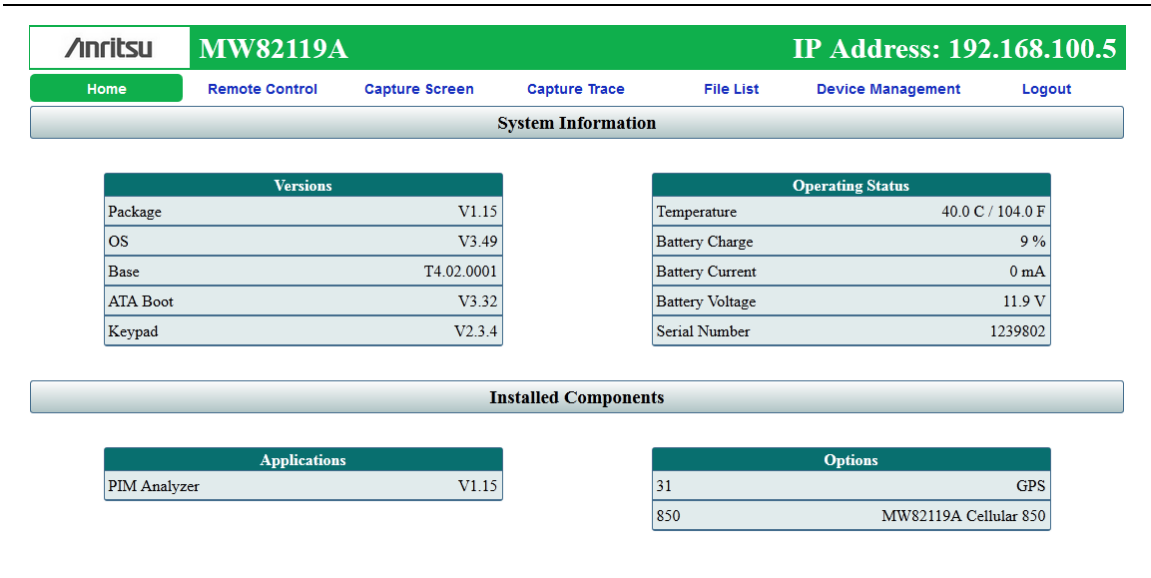 Anritsu MW82119A IP Address: 192.168.100.5
Home Remote Control Capture Screen Capture Trace File List Device Management Logout
System Information
Versions
Package V1.15
OS V3.49
Base T4.02.0001
ATA Boot V3.32
Keypad V2.3.4
Operating Status
Temperature 40.0 C / 104.0 F
Battery Charge 9 %
Battery Current 0 mA
Battery Voltage 11.9 V
Serial Number 1239802
Installed Components
Applications
PIM Analyzer V1.15
Options
31 GPS
850 MW82119A Cellular 850